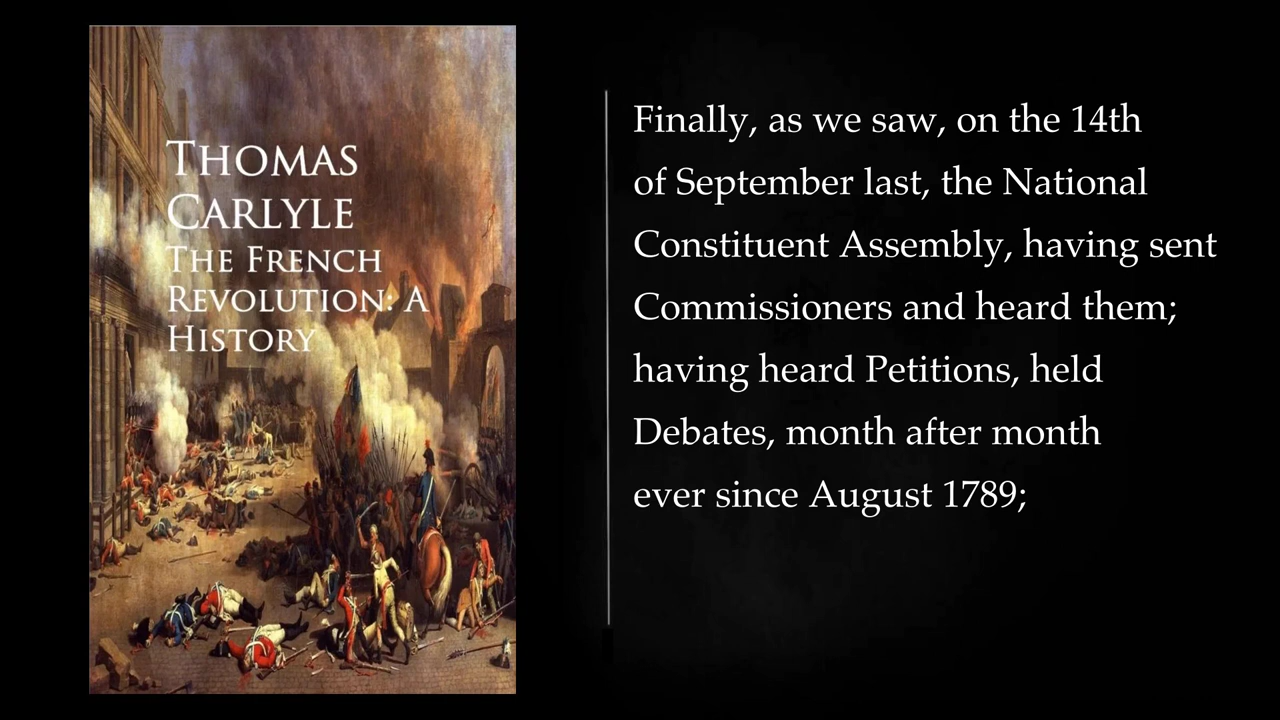 THOMAS
CARLYLE
THE FRENCH
REVOLUTION: A
HISTORY
Finally, as we saw, on the 14th
of September last, the National
Constituent Assembly, having sent
Commissioners and heard them;
having heard Petitions, held
Debates, month after month
ever since August 1789;